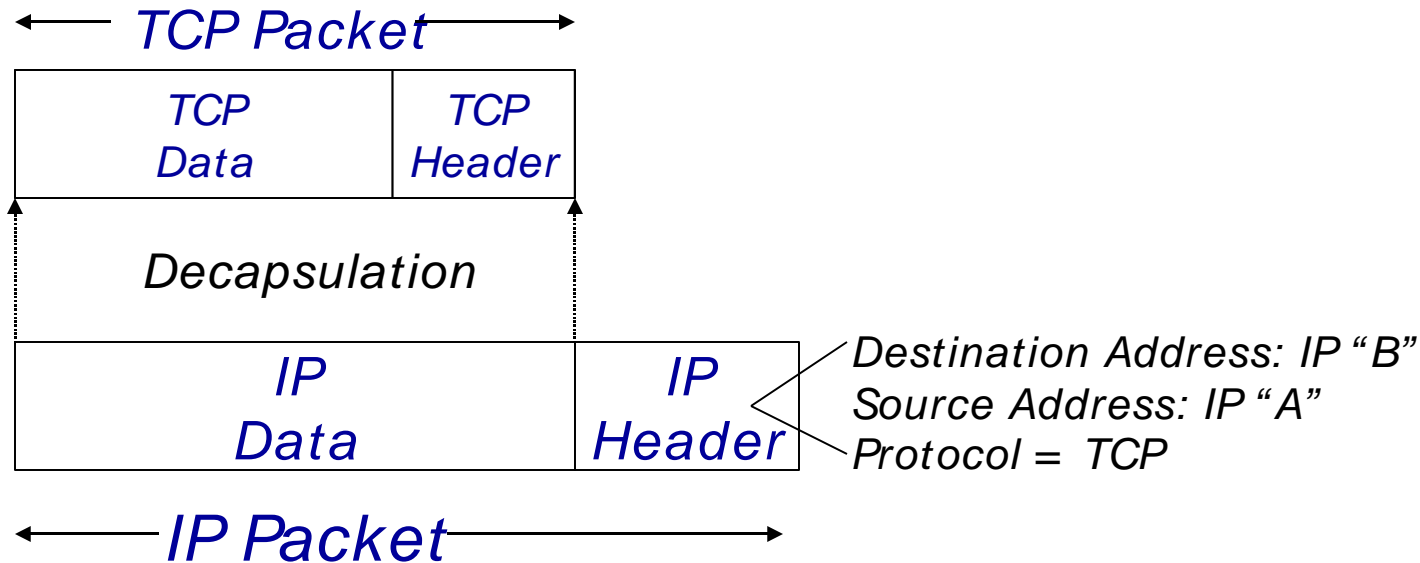 TCP Packet
TCP
Data
TCP
Header
Decapsulation
IP
Data
IP
Header
Destination Address: IP “B”
Source Address: IP “A”
Protocol = TCP
IP Packet